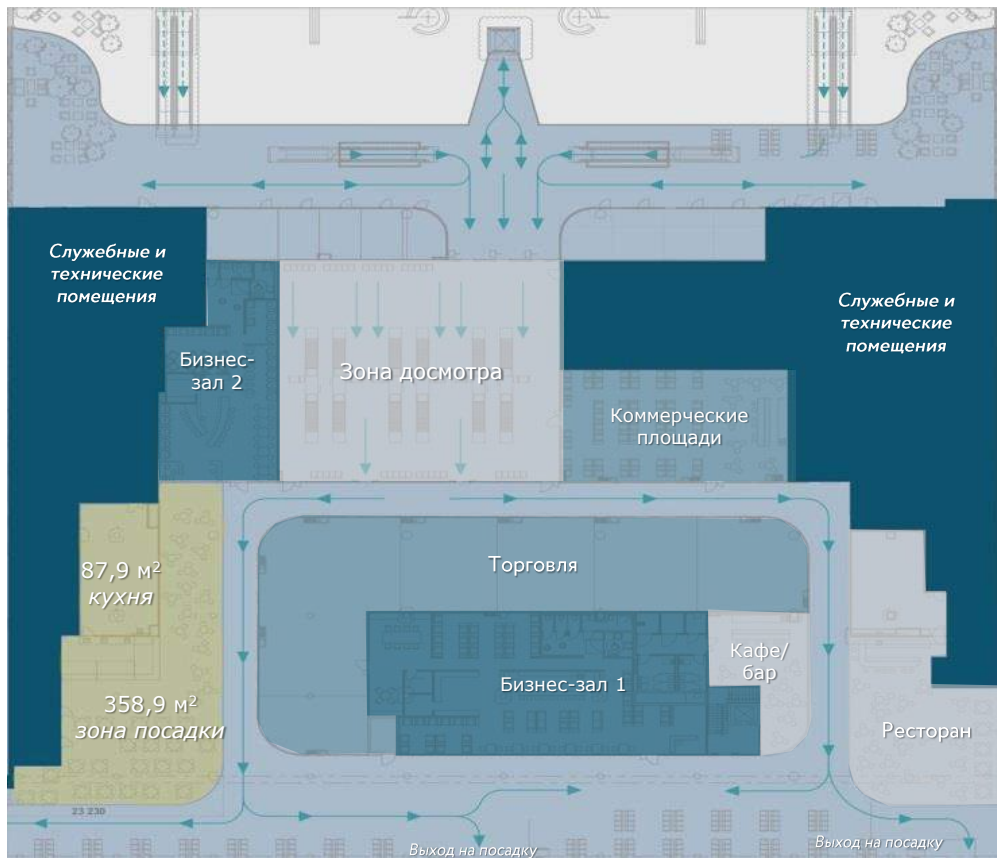 Служебные и
технические
помещения
Служебные и
технические
помещения
Бизнес-
зал 2
Зона досмотра
Коммерческие
площади
87,9 м²
кухня
Торговля
Кафе/
бар
Бизнес-зал 1
358,9 м²
зона посадки
Ресторан
23 230
Выход на посадку
Выход на посадку